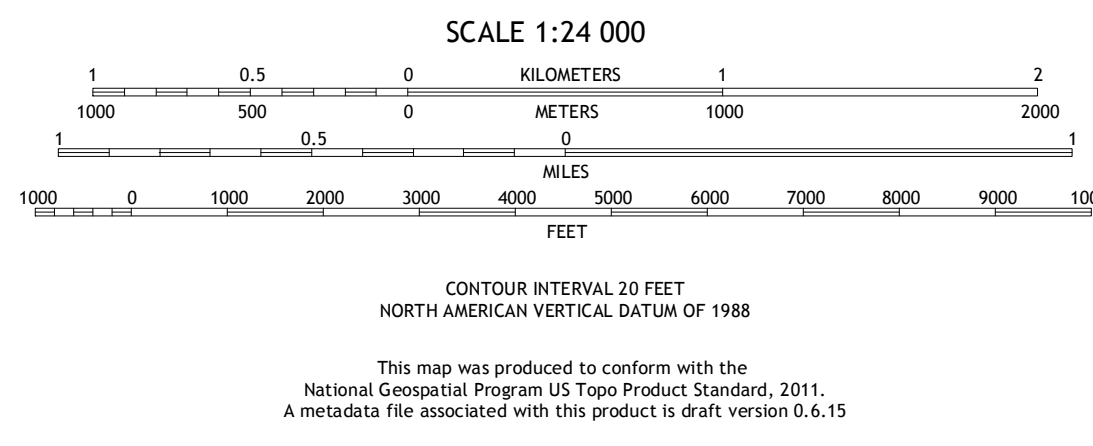 SCALE 1:24 000
1 0.5 0 KILOMETERS 1 2
1000 500 0 METERS 1000 2000
1 0.5 0 1
MILES
1000 0 1000 2000 3000 4000 5000 6000 7000 8000 9000
FEET
CONTOUR INTERVAL 20 FEET
NORTH AMERICAN VERTICAL DATUM OF 1988
This map was produced to conform with the
National Geospatial Program US Topo Product Standard, 2011.
A metadata file associated with this product is draft version 0.6.15